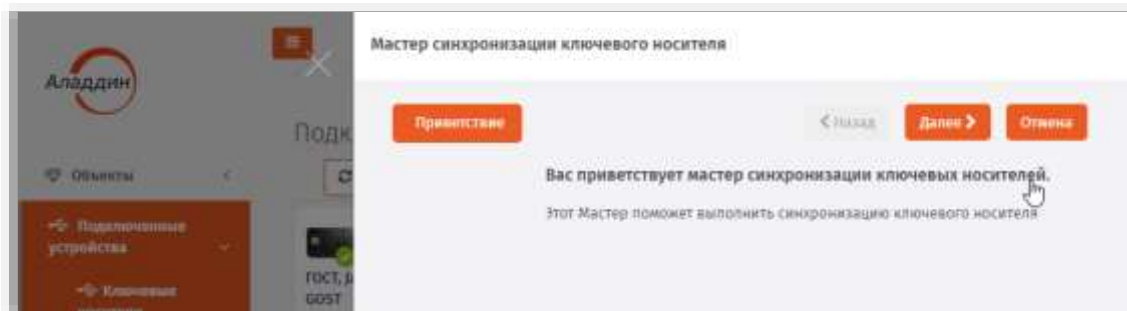 Мастер синхронизации ключевого носителя
Аладдин
Приветствие
Назад
Далее
Отмена
Подк
Вас приветствует мастер синхронизации ключевых носителей.
Объекты
Этот Мастер поможет выполнить синхронизацию ключевого носителя
Подключенные
устройства
Ключевые
ГОСТ, д
GOST